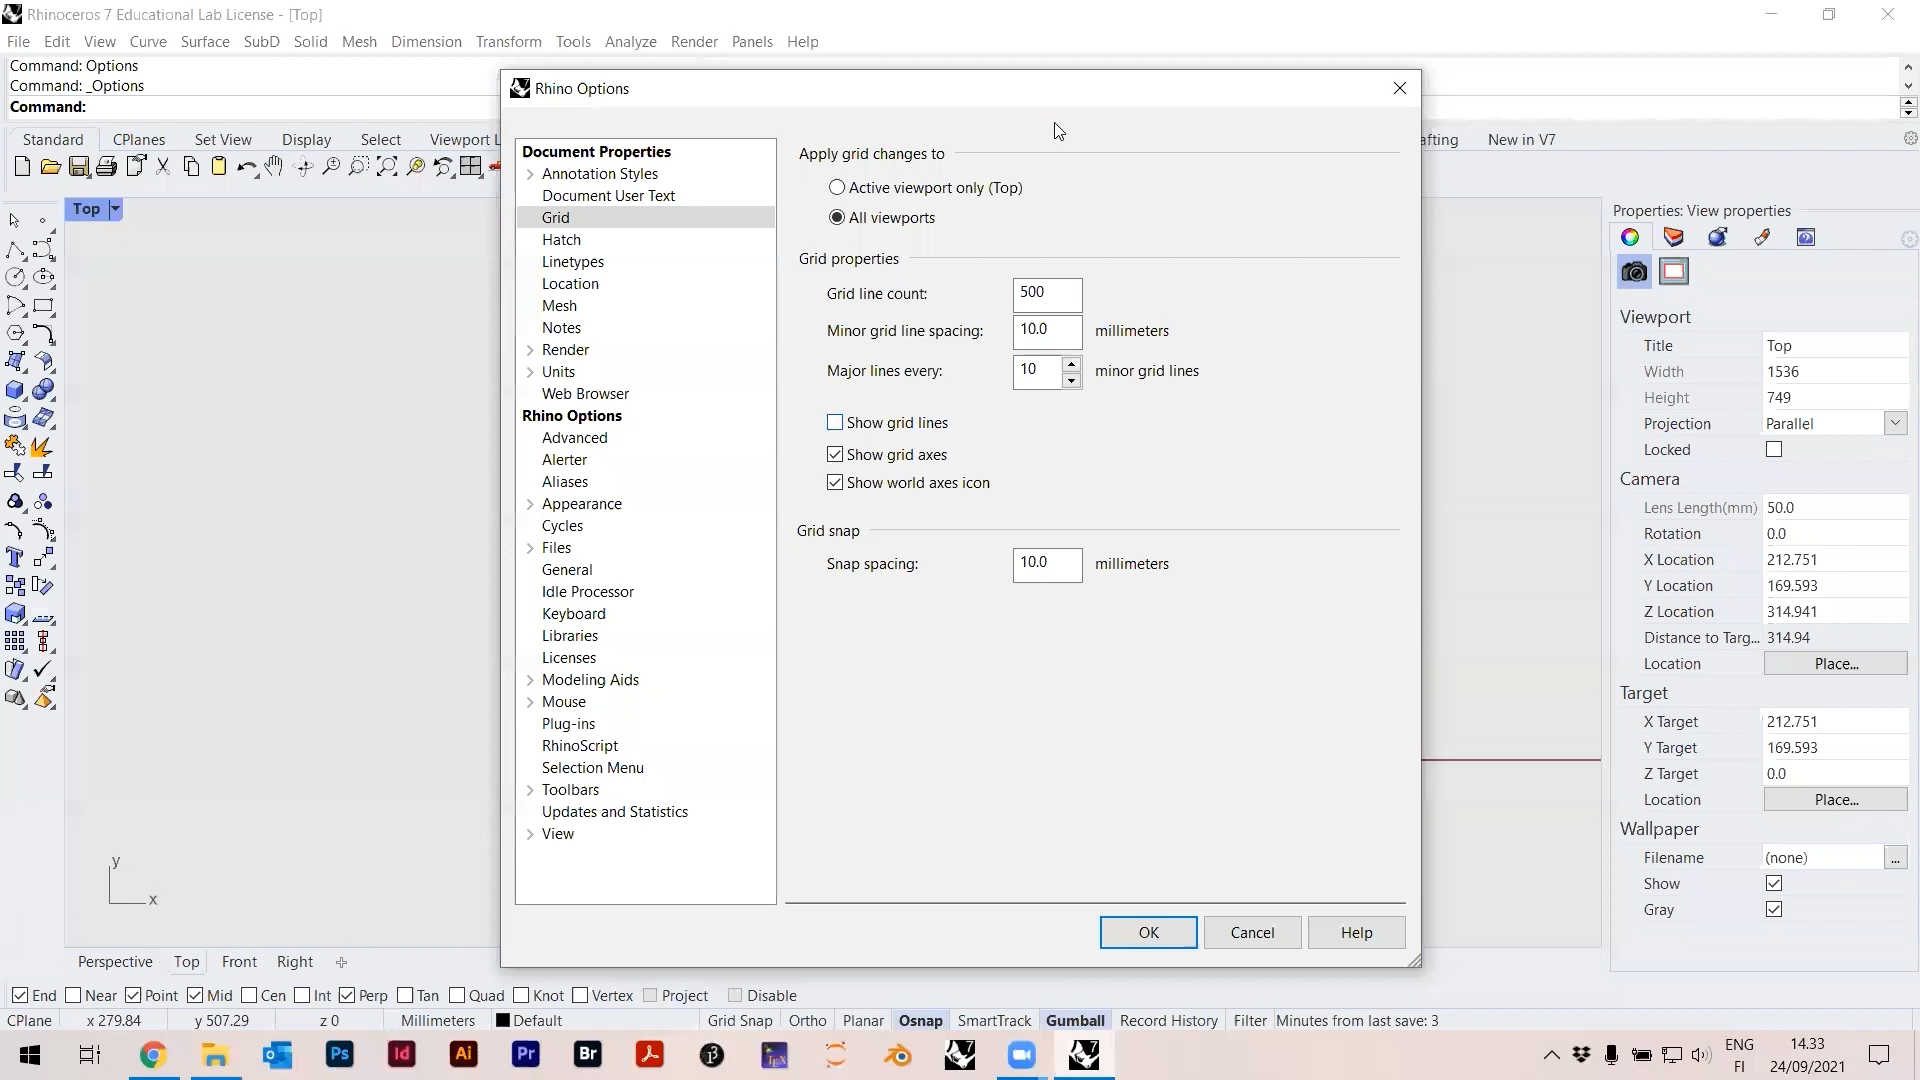 Rhinoceros 7 Educational Lab License - [Top]
File Edit View Curve Surface SubD Solid Mesh Dimension Transform Tools Analyze Render Panels Help
Command: Options
Command: _Options
Command:
Standard CPlanes Set View Display Select Viewport L
afting New in V7
Top
Rhino Options
Document Properties
Annotation Styles
Document User Text
Grid
Hatch
Linetypes
Location
Mesh
Notes
Render
Units
Web Browser
Rhino Options
Advanced
Alerter
Aliases
Appearance
Cycles
Files
General
Idle Processor
Keyboard
Libraries
Licenses
Modeling Aids
Mouse
Plug-ins
RhinoScript
Selection Menu
Toolbars
Updates and Statistics
View
Apply grid changes to
Active viewport only (Top)
All viewports
Grid properties
Grid line count: 500
Minor grid line spacing: 10.0 millimeters
Major lines every: 10 minor grid lines
Show grid lines
Show grid axes
Show world axes icon
Grid snap
Snap spacing: 10.0 millimeters
OK Cancel Help
Properties: View properties
Viewport
Title Top
Width 1536
Height 749
Projection Parallel
Locked
Camera
Lens Length(mm) 50.0
Rotation 0.0
X Location 212.751
Y Location 169.593
Z Location 314.941
Distance to Targ... 314.94
Location Place...
Target
X Target 212.751
Y Target 169.593
Z Target 0.0
Location Place...
Wallpaper
Filename (none) ...
Show
Gray
y
x
Perspective Top Front Right
End Near Point Mid Cen Int Perp Tan Quad Knot Vertex Project Disable
CPlane x 279.84 y 507.29 z 0 Millimeters Default Grid Snap Ortho Planar Osnap SmartTrack Gumball Record History Filter Minutes from last save: 3
Ps Id Ai Pr Br
ENG
FI
14.33
24/09/2021